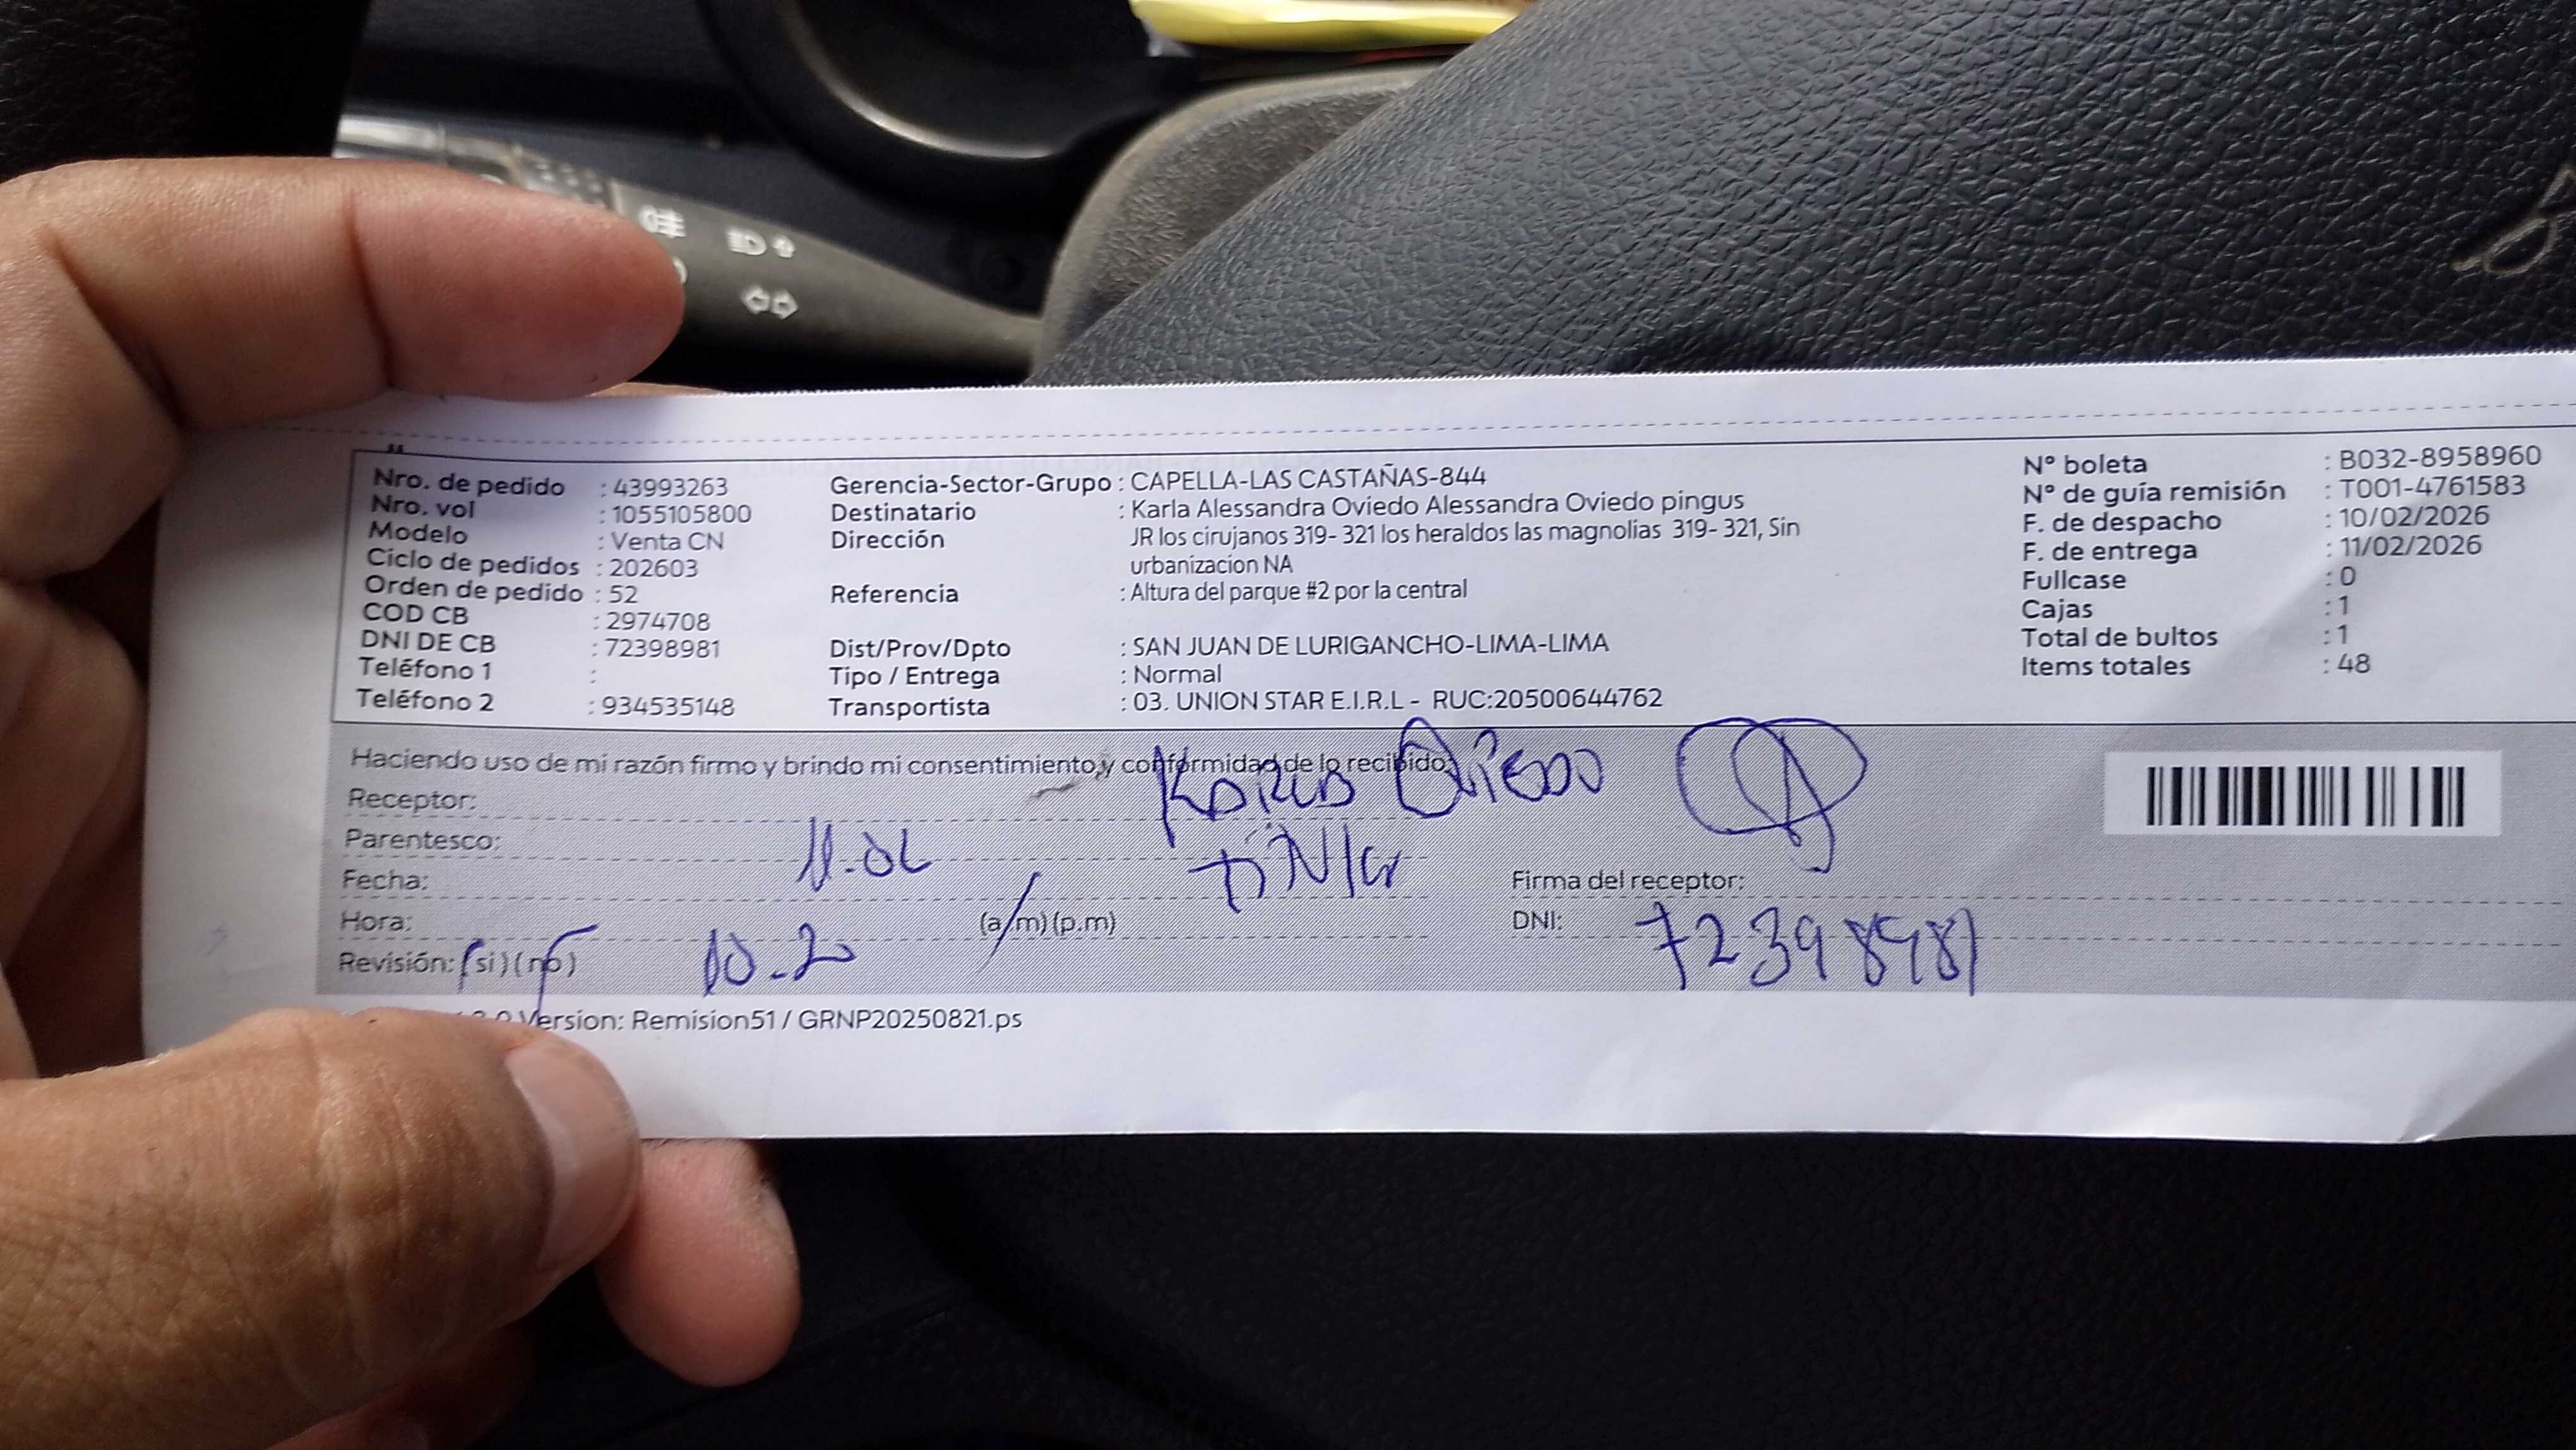 Nro. de pedido : 43993263
Nro. vol : 1055105800
Modelo : Venta CN
Ciclo de pedidos : 202603
Orden de pedido : 52
COD CB : 2974708
DNI DE CB : 72398981
Teléfono 1 :
Teléfono 2 : 934535148
Gerencia-Sector-Grupo : CAPELLA-LAS CASTAÑAS-844
Destinatario : Karla Alessandra Oviedo Alessandra Oviedo pingus
Dirección JR los cirujanos 319- 321 los heraldos las magnolias 319- 321, Sin
urbanizacion NA
Referencia : Altura del parque #2 por la central
Dist/Prov/Dpto : SAN JUAN DE LURIGANCHO-LIMA-LIMA
Tipo / Entrega : Normal
Transportista : 03. UNION STAR E.I.R.L - RUC:20500644762
N° boleta : B032-8958960
N° de guía remisión : T001-4761583
F. de despacho : 10/02/2026
F. de entrega : 11/02/2026
Fullcase : 0
Cajas : 1
Total de bultos : 1
Items totales : 48
Haciendo uso de mi razón firmo y brindo mi consentimiento y conformidad de lo recibido
Receptor: Karla Oviedo
Parentesco:
Fecha: 11-02
Hora: 10-20 (a/m) (p.m)
Revisión: (si) (no)
Firma del receptor:
DNI: 72398981
Version: Remision51 / GRNP20250821.ps